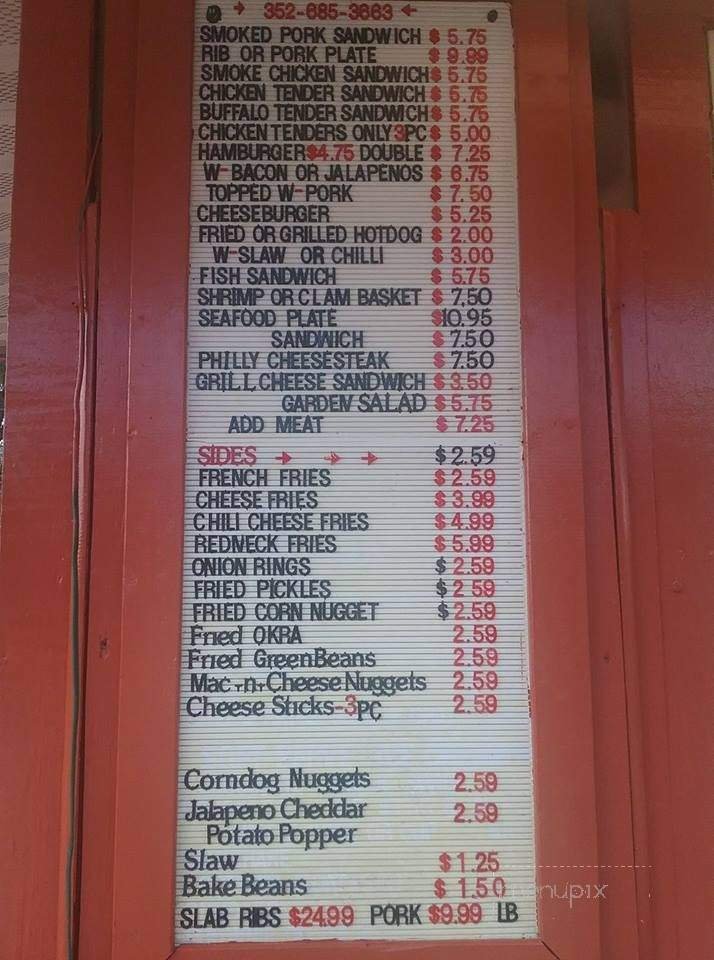 → 352-685-3663 ←
SMOKED PORK SANDWICH $ 5.75
RIB OR PORK PLATE $ 9.99
SMOKE CHICKEN SANDWICH $ 5.75
CHICKEN TENDER SANDWICH $ 5.75
BUFFALO TENDER SANDWICH $ 5.75
CHICKEN TENDERS ONLY 3PC $ 5.00
HAMBURGER $4.75 DOUBLE $ 7.25
W-BACON OR JALAPENOS $ 6.75
TOPPED W-PORK $ 7.50
CHEESEBURGER $ 5.25
FRIED OR GRILLED HOTDOG $ 2.00
W-SLAW OR CHILLI $ 3.00
FISH SANDWICH $ 5.75
SHRIMP OR CLAM BASKET $ 7.50
SEAFOOD PLATE $10.95
SANDWICH $ 7.50
PHILLY CHEESESTEAK $ 7.50
GRILL CHEESE SANDWICH $ 3.50
GARDEN SALAD $ 5.75
ADD MEAT $ 7.25
SIDES → → → $ 2.59
FRENCH FRIES $ 2.59
CHEESE FRIES $ 3.99
CHILI CHEESE FRIES $ 4.99
REDNECK FRIES $ 5.99
ONION RINGS $ 2.59
FRIED PICKLES $ 2 59
FRIED CORN NUGGET $ 2.59
Fried OKRA 2.59
Fried GreenBeans 2.59
Mac-n-Cheese Nuggets 2.59
Cheese Sticks-3pc 2.59
Corndog Nuggets 2.59
Jalapeno Cheddar 2.59
Potato Popper
Slaw $1.25
Bake Beans $ 1.50
menupix
SLAB RIBS $24.99 PORK $9.99 LB